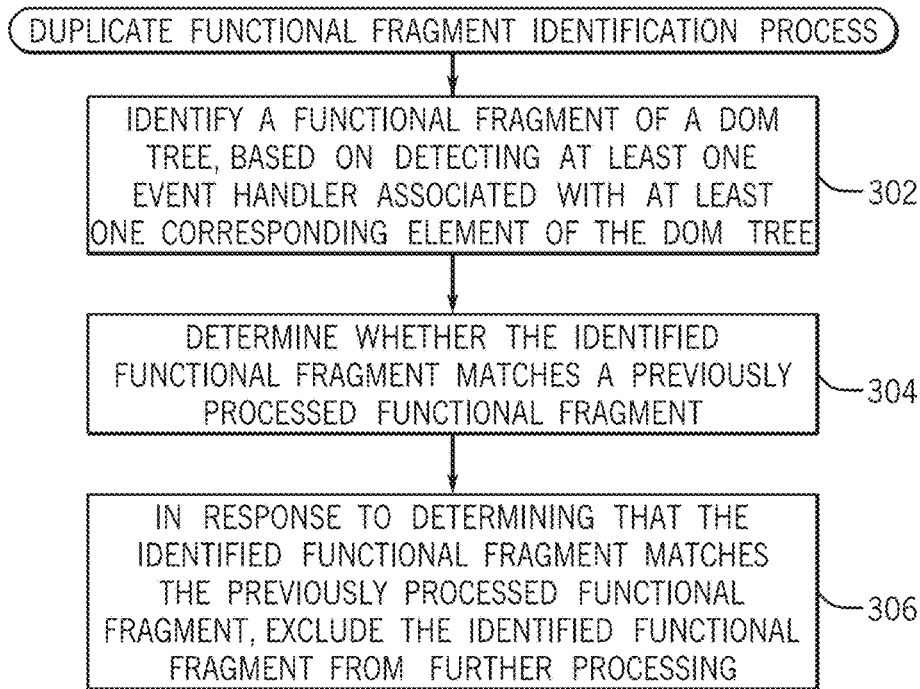 DUPLICATE FUNCTIONAL FRAGMENT IDENTIFICATION PROCESS
IDENTIFY A FUNCTIONAL FRAGMENT OF A DOM
TREE, BASED ON DETECTING AT LEAST ONE
EVENT HANDLER ASSOCIATED WITH AT LEAST
ONE CORRESPONDING ELEMENT OF THE DOM TREE
302
DETERMINE WHETHER THE IDENTIFIED
FUNCTIONAL FRAGMENT MATCHES A PREVIOUSLY
PROCESSED FUNCTIONAL FRAGMENT
304
IN RESPONSE TO DETERMINING THAT THE
IDENTIFIED FUNCTIONAL FRAGMENT MATCHES
THE PREVIOUSLY PROCESSED FUNCTIONAL
FRAGMENT, EXCLUDE THE IDENTIFIED FUNCTIONAL
FRAGMENT FROM FURTHER PROCESSING
306